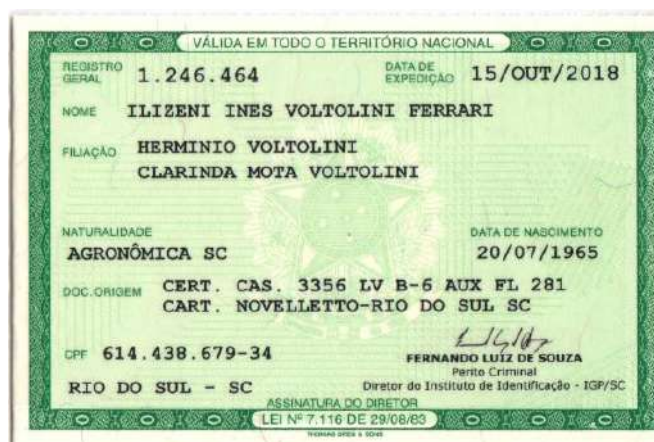 VÁLIDA EM TODO O TERRITÓRIO NACIONAL
REGISTRO GERAL 1.246.464 DATA DE EXPEDIÇÃO 15/OUT/2018
NOME ILIZENI INES VOLTOLINI FERRARI
FILIAÇÃO HERMINIO VOLTOLINI
CLARINDA MOTA VOLTOLINI
NATURALIDADE DATA DE NASCIMENTO
AGRONÔMICA SC 20/07/1965
DOC.ORIGEM CERT. CAS. 3356 LV B-6 AUX FL 281
CART. NOVELLETTO-RIO DO SUL SC
CPF 614.438.679-34
FERNANDO LUIZ DE SOUZA
Perito Criminal
RIO DO SUL - SC Diretor do Instituto de Identificação - IGP/SC
ASSINATURA DO DIRETOR
LEI Nº 7.116 DE 29/08/83